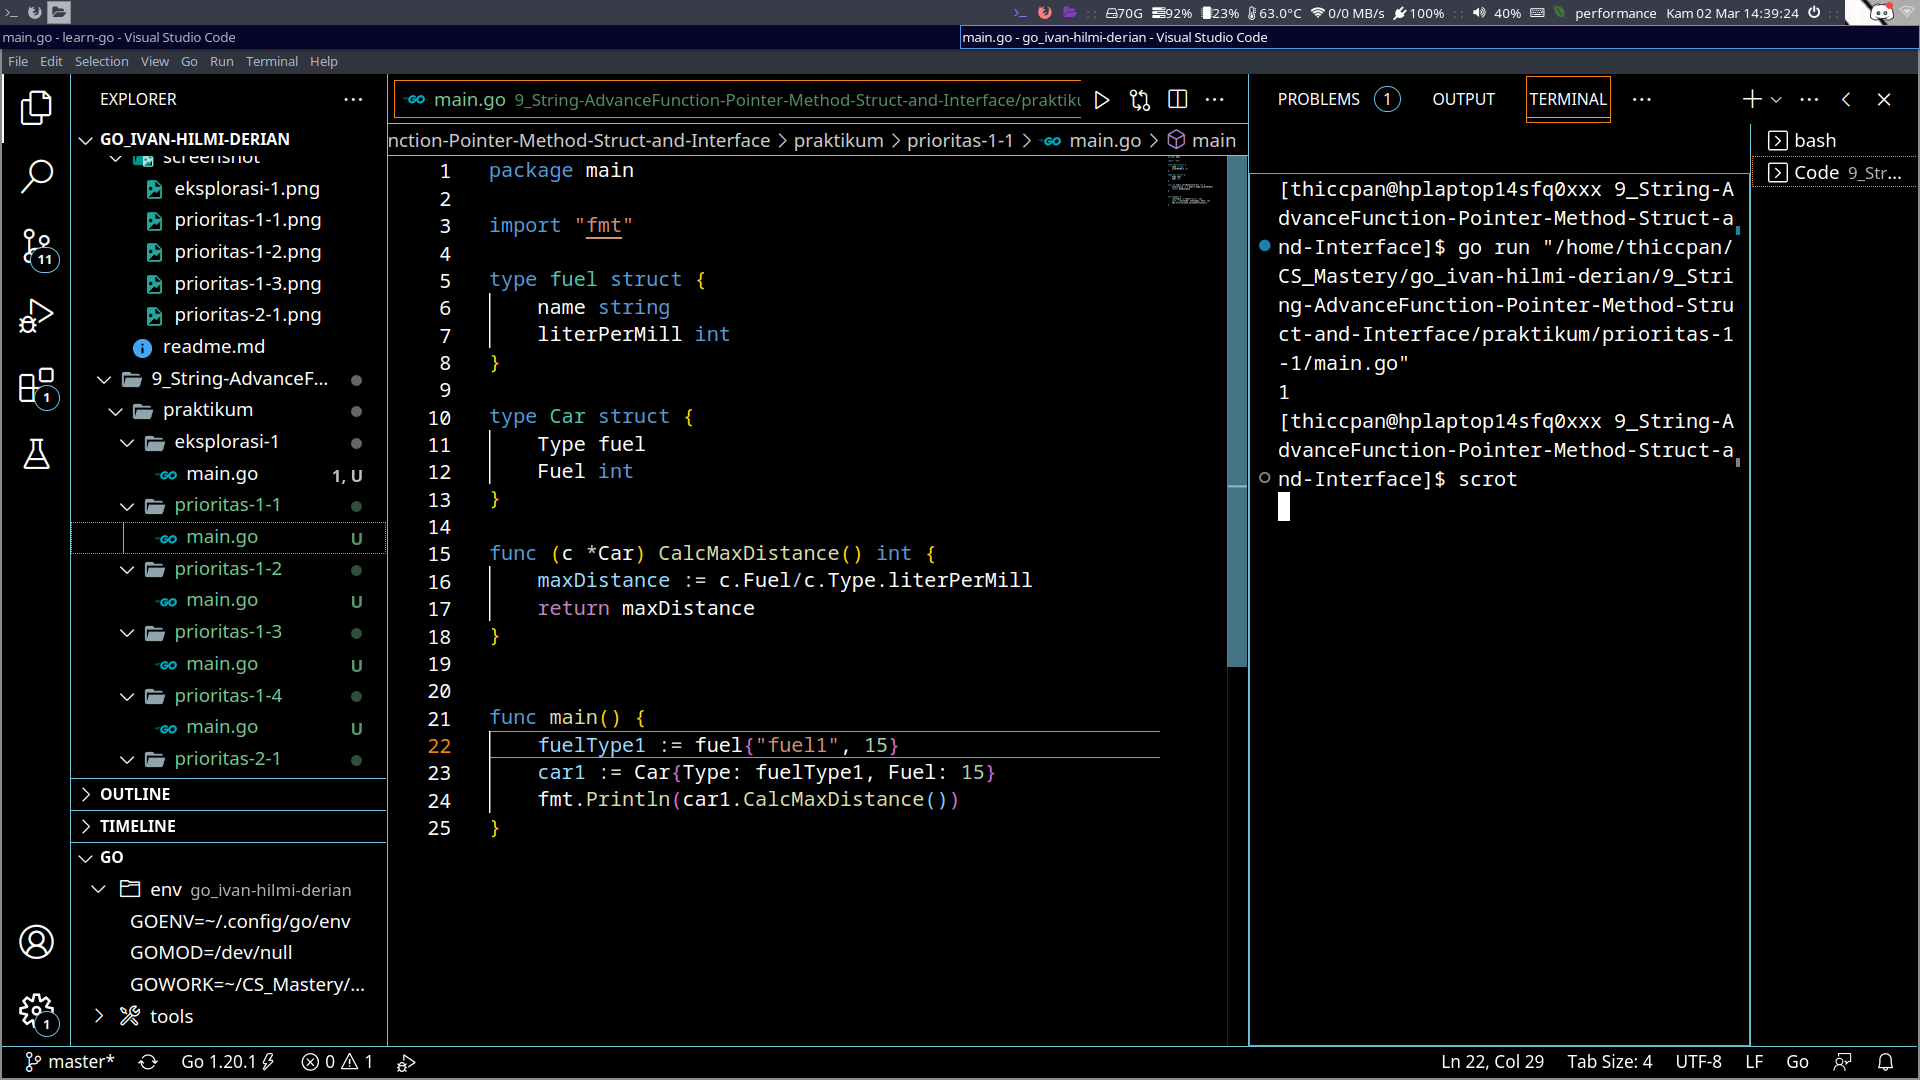 70G 92% 23% 63.0°C 0/0 MB/s 100% 40% performance Kam 02 Mar 14:39:24
main.go - learn-go - Visual Studio Code
main.go - go_ivan-hilmi-derian - Visual Studio Code
File Edit Selection View Go Run Terminal Help
EXPLORER
GO_IVAN-HILMI-DERIAN
screenshot
eksplorasi-1.png
prioritas-1-1.png
prioritas-1-2.png
prioritas-1-3.png
prioritas-2-1.png
readme.md
9_String-AdvanceF...
praktikum
eksplorasi-1
main.go 1, U
prioritas-1-1
main.go U
prioritas-1-2
main.go U
prioritas-1-3
main.go U
prioritas-1-4
main.go U
prioritas-2-1
OUTLINE
TIMELINE
GO
env go_ivan-hilmi-derian
GOENV=~/.config/go/env
GOMOD=/dev/null
GOWORK=~/CS_Mastery/...
tools
11
1
1
main.go 9_String-AdvanceFunction-Pointer-Method-Struct-and-Interface/praktiku
nction-Pointer-Method-Struct-and-Interface > praktikum > prioritas-1-1 > main.go > main
1 package main
2
3 import "fmt"
4
5 type fuel struct {
6 name string
7 literPerMill int
8 }
9
10 type Car struct {
11 Type fuel
12 Fuel int
13 }
14
15 func (c *Car) CalcMaxDistance() int {
16 maxDistance := c.Fuel/c.Type.literPerMill
17 return maxDistance
18 }
19
20
21 func main() {
22 fuelType1 := fuel{"fuel1", 15}
23 car1 := Car{Type: fuelType1, Fuel: 15}
24 fmt.Println(car1.CalcMaxDistance())
25 }
PROBLEMS 1 OUTPUT TERMINAL
bash
Code 9_Str...
[thiccpan@hplaptop14sfq0xxx 9_String-A
dvanceFunction-Pointer-Method-Struct-a
nd-Interface]$ go run "/home/thiccpan/
CS_Mastery/go_ivan-hilmi-derian/9_Stri
ng-AdvanceFunction-Pointer-Method-Stru
ct-and-Interface/praktikum/prioritas-1
-1/main.go"
1
[thiccpan@hplaptop14sfq0xxx 9_String-A
dvanceFunction-Pointer-Method-Struct-a
nd-Interface]$ scrot
master* Go 1.20.1 0 1 Ln 22, Col 29 Tab Size: 4 UTF-8 LF Go